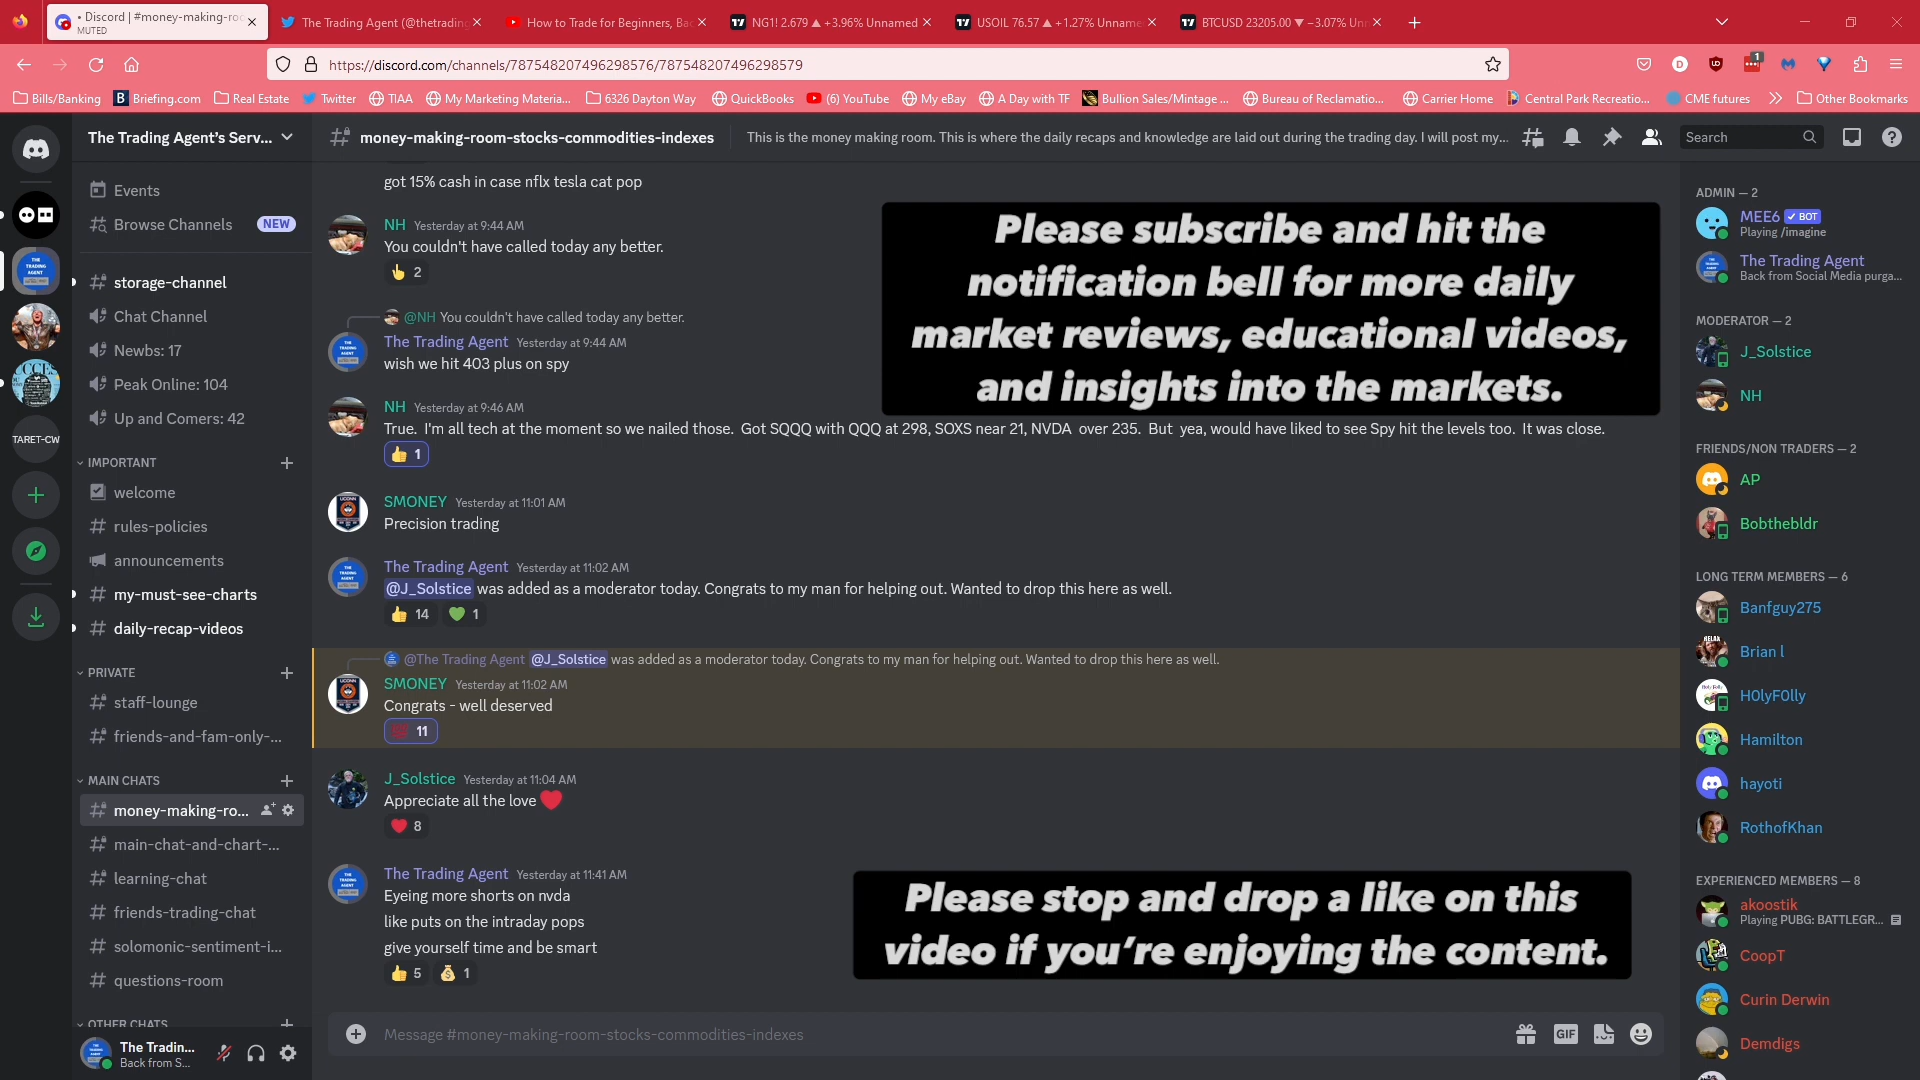 • Discord | #money-making-roo
MUTED
The Trading Agent (@thetrading
How to Trade for Beginners, Ba
NG1! 2.679 ▲ +3.96% Unnamed
USOIL 76.57 ▲ +1.27% Unname
BTCUSD 23205.00 ▼ −3.07% Un
https://discord.com/channels/787548207496298576/787548207496298579
1
Bills/Banking
Briefing.com
Real Estate
Twitter
TIAA
My Marketing Materia...
6326 Dayton Way
QuickBooks
(6) YouTube
My eBay
A Day with TF
Bullion Sales/Mintage ...
Bureau of Reclamatio...
Carrier Home
Central Park Recreatio...
CME futures
Other Bookmarks
The Trading Agent's Serv...
money-making-room-stocks-commodities-indexes
This is the money making room. This is where the daily recaps and knowledge are laid out during the trading day. I will post my...
Search
Events
Browse Channels
NEW
storage-channel
Chat Channel
Newbs: 17
Peak Online: 104
Up and Comers: 42
TARET-CW
IMPORTANT
welcome
rules-policies
announcements
my-must-see-charts
daily-recap-videos
PRIVATE
staff-lounge
friends-and-fam-only-...
MAIN CHATS
money-making-ro...
main-chat-and-chart-...
learning-chat
friends-trading-chat
solomonic-sentiment-i...
questions-room
OTHER CHATS
The Tradin...
Back from S...
got 15% cash in case nflx tesla cat pop
NH Yesterday at 9:44 AM
You couldn't have called today any better.
2
@NH You couldn't have called today any better.
The Trading Agent Yesterday at 9:44 AM
wish we hit 403 plus on spy
NH Yesterday at 9:46 AM
True. I'm all tech at the moment so we nailed those. Got SQQQ with QQQ at 298, SOXS near 21, NVDA over 235. But yea, would have liked to see Spy hit the levels too. It was close.
1
SMONEY Yesterday at 11:01 AM
Precision trading
The Trading Agent Yesterday at 11:02 AM
@J_Solstice was added as a moderator today. Congrats to my man for helping out. Wanted to drop this here as well.
14 1
@The Trading Agent @J_Solstice was added as a moderator today. Congrats to my man for helping out. Wanted to drop this here as well.
SMONEY Yesterday at 11:02 AM
Congrats - well deserved
11
J_Solstice Yesterday at 11:04 AM
Appreciate all the love
8
The Trading Agent Yesterday at 11:41 AM
Eyeing more shorts on nvda
like puts on the intraday pops
give yourself time and be smart
5 1
Message #money-making-room-stocks-commodities-indexes
GIF
Please subscribe and hit the
notification bell for more daily
market reviews, educational videos,
and insights into the markets.
Please stop and drop a like on this
video if you're enjoying the content.
ADMIN — 2
MEE6 BOT
Playing /imagine
The Trading Agent
Back from Social Media purga...
MODERATOR — 2
J_Solstice
NH
FRIENDS/NON TRADERS — 2
AP
Bobthebldr
LONG TERM MEMBERS — 6
Banfguy275
Brian l
H0lyF0lly
Hamilton
hayoti
RothofKhan
EXPERIENCED MEMBERS — 8
akoostik
Playing PUBG: BATTLEGR...
CoopT
Curin Derwin
Demdigs